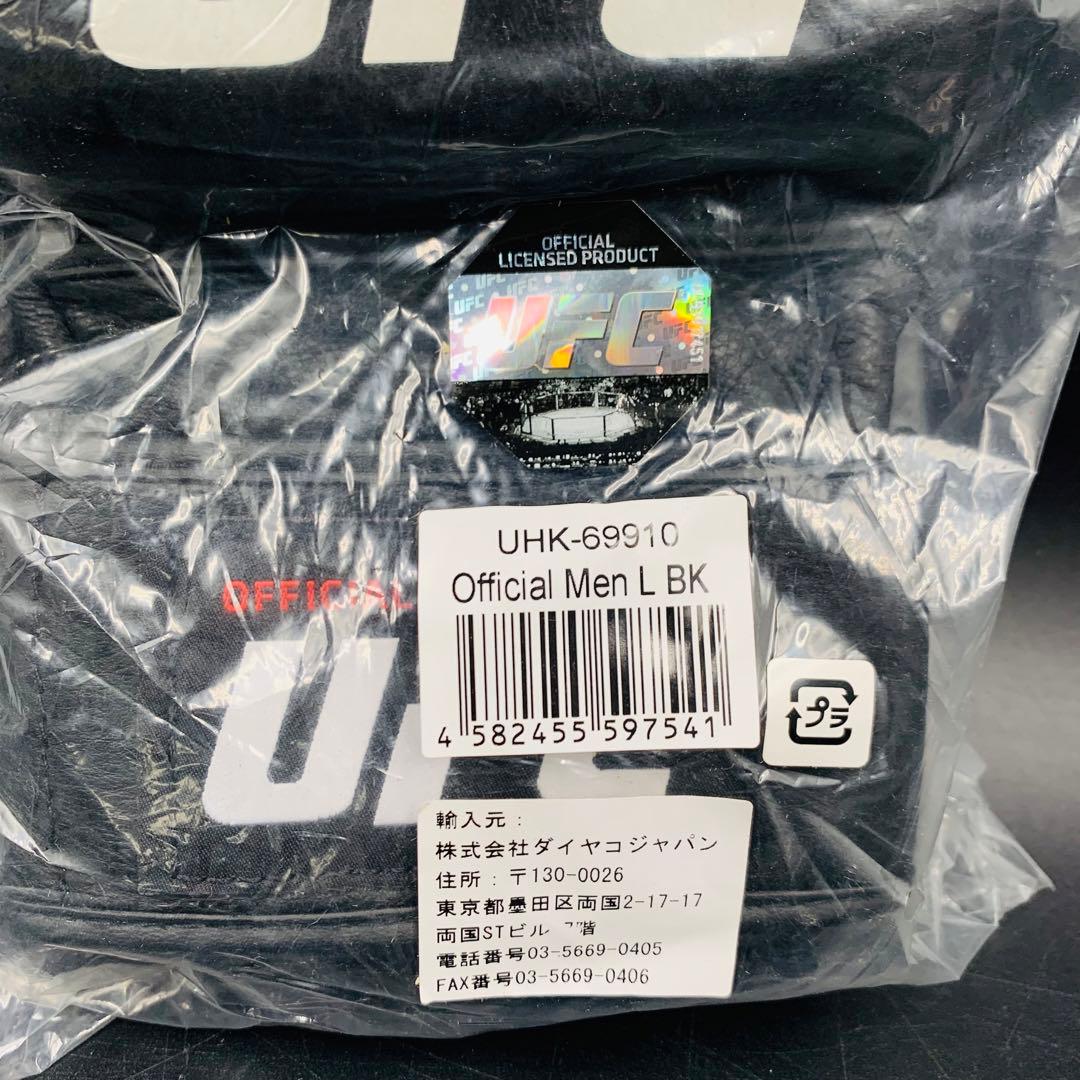 UFC
OFFICIAL
LICENSED PRODUCT
UFC
UHK-69910
Official Men L BK
4 582455 597541
OFFICIAL
プラ
輸入元：
株式会社ダイヤコジャパン
住所：〒130-0026
東京都墨田区両国2-17-17
両国STビル 7階
電話番号03-5669-0405
FAX番号03-5669-0406